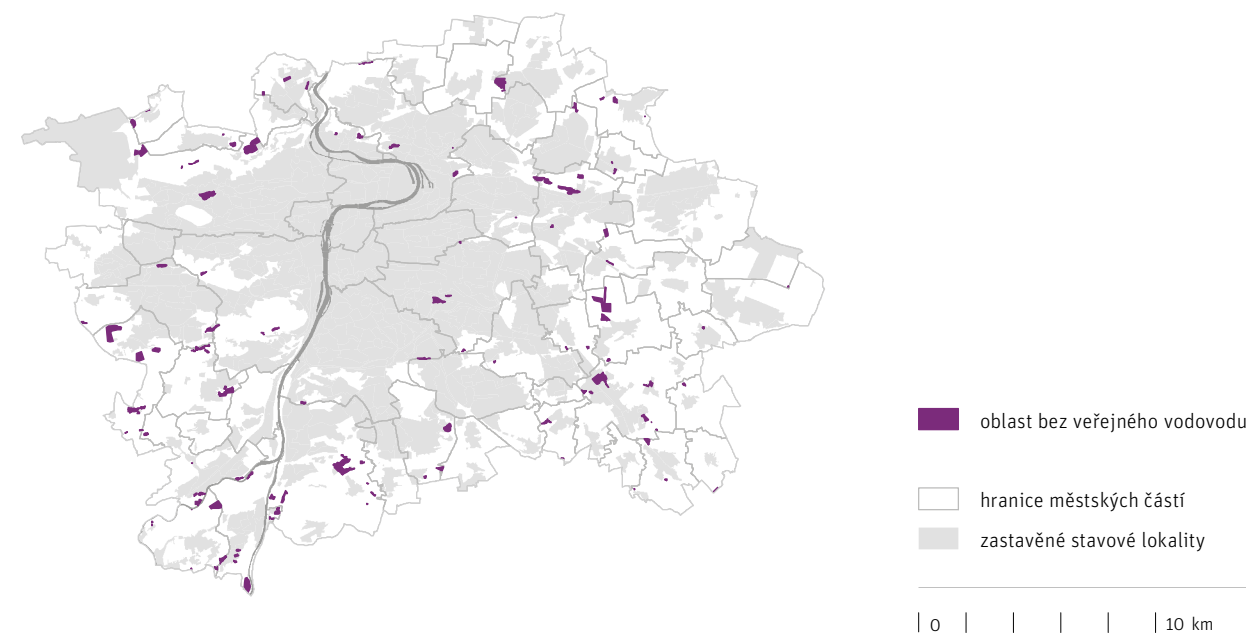 oblast bez veřejného vodovodu
hranice městských částí
zastavěné stavové lokality
0 10 km